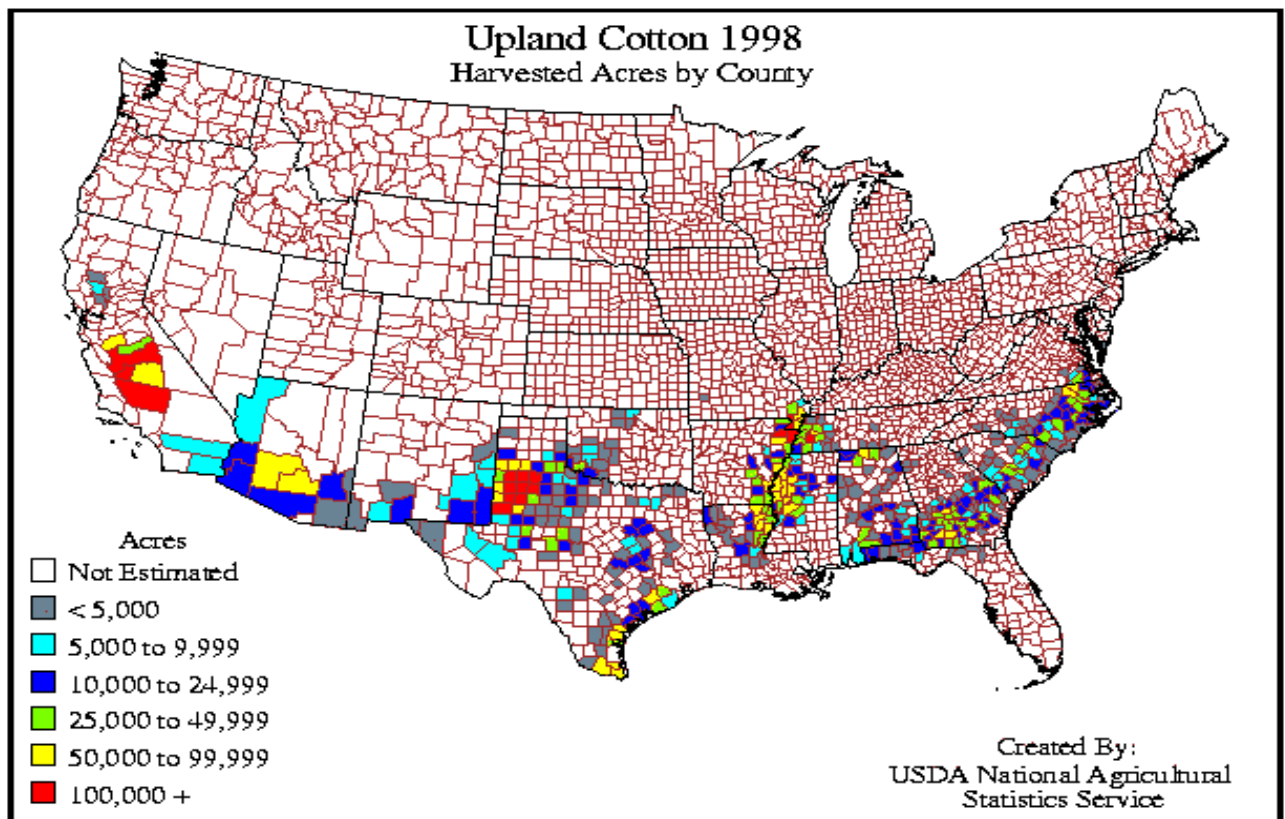 Upland Cotton 1998
Harvested Acres by County
Acres
Not Estimated
< 5,000
5,000 to 9,999
10,000 to 24,999
25,000 to 49,999
50,000 to 99,999
100,000 +
Created By:
USDA National Agricultural
Statistics Service